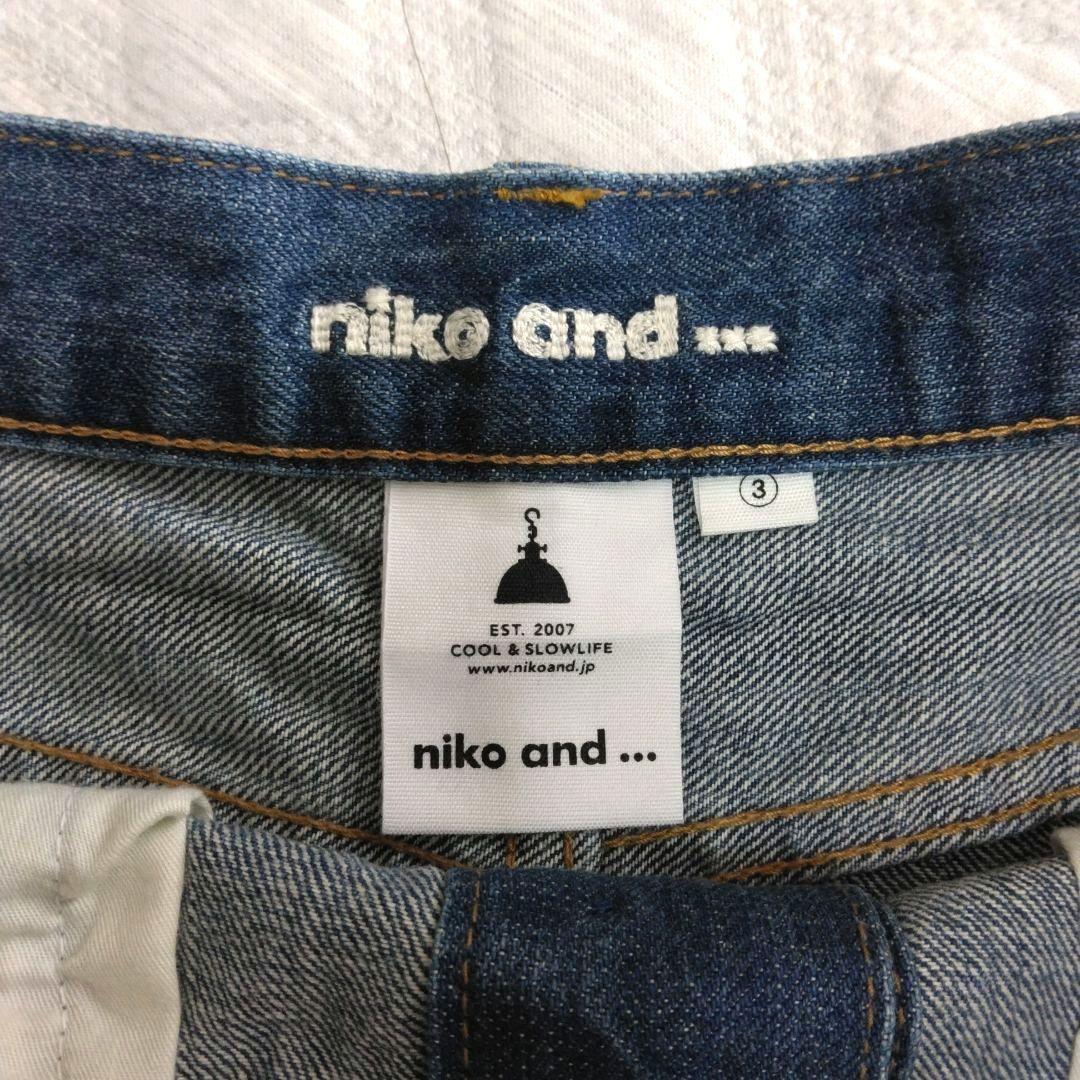 niko and ...
③
EST. 2007
COOL & SLOWLIFE
www.nikoand.jp
niko and ...